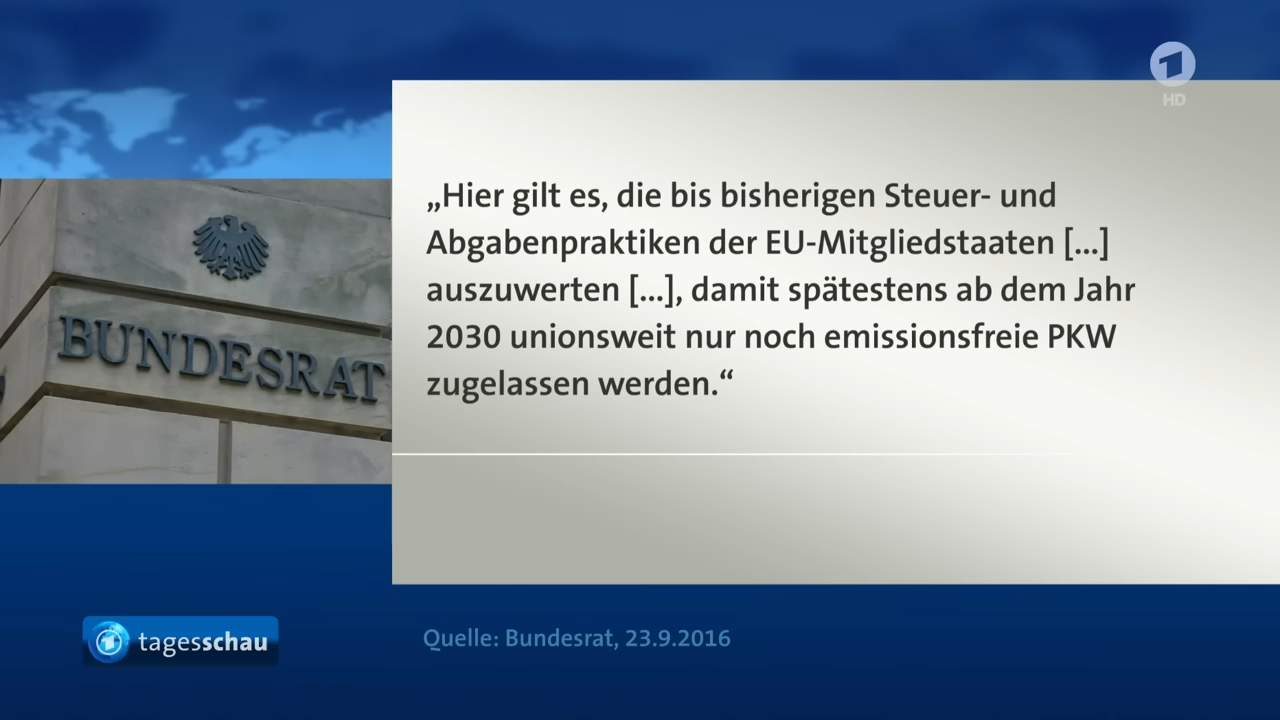 HD
„Hier gilt es, die bis bisherigen Steuer- und
Abgabenpraktiken der EU-Mitgliedstaaten [...]
auszuwerten [...], damit spätestens ab dem Jahr
2030 unionsweit nur noch emissionsfreie PKW
zugelassen werden.“
BUNDESRAT
tagesschau
Quelle: Bundesrat, 23.9.2016